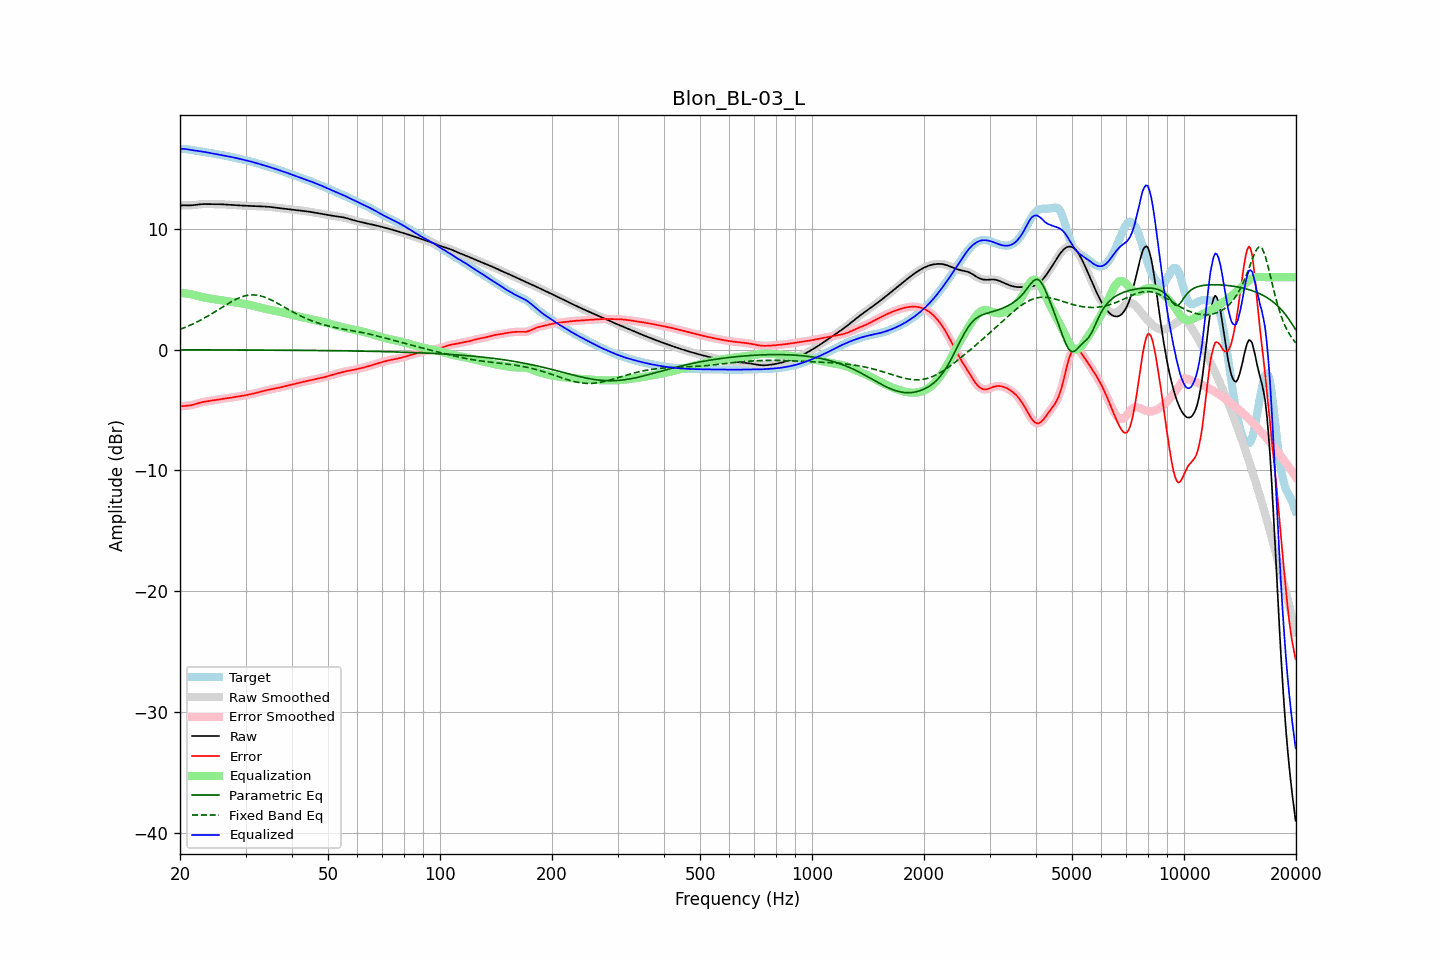 Blon_BL-03_L
Amplitude (dBr)
10
0
−10
−20
−30
−40
Target
Raw Smoothed
Error Smoothed
Raw
Error
Equalization
Parametric Eq
Fixed Band Eq
Equalized
20 50 100 200 500 1000 2000 5000 10000 20000
Frequency (Hz)